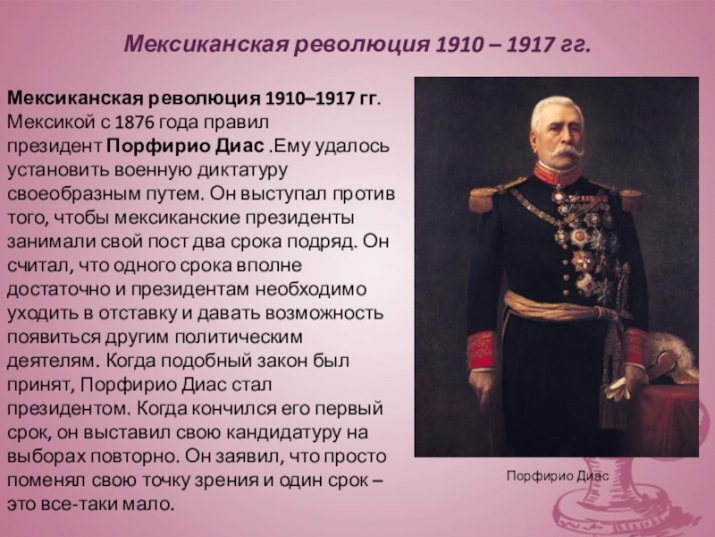 Мексиканская революция 1910 – 1917 гг.
Мексиканская революция 1910–1917 гг.
Мексикой с 1876 года правил
президент Порфирио Диас .Ему удалось
установить военную диктатуру
своеобразным путем. Он выступал против
того, чтобы мексиканские президенты
занимали свой пост два срока подряд. Он
считал, что одного срока вполне
достаточно и президентам необходимо
уходить в отставку и давать возможность
появиться другим политическим
деятелям. Когда подобный закон был
принят, Порфирио Диас стал
президентом. Когда кончился его первый
срок, он выставил свою кандидатуру на
выборах повторно. Он заявил, что просто
поменял свою точку зрения и один срок –
это все-таки мало.
Порфирио Диас